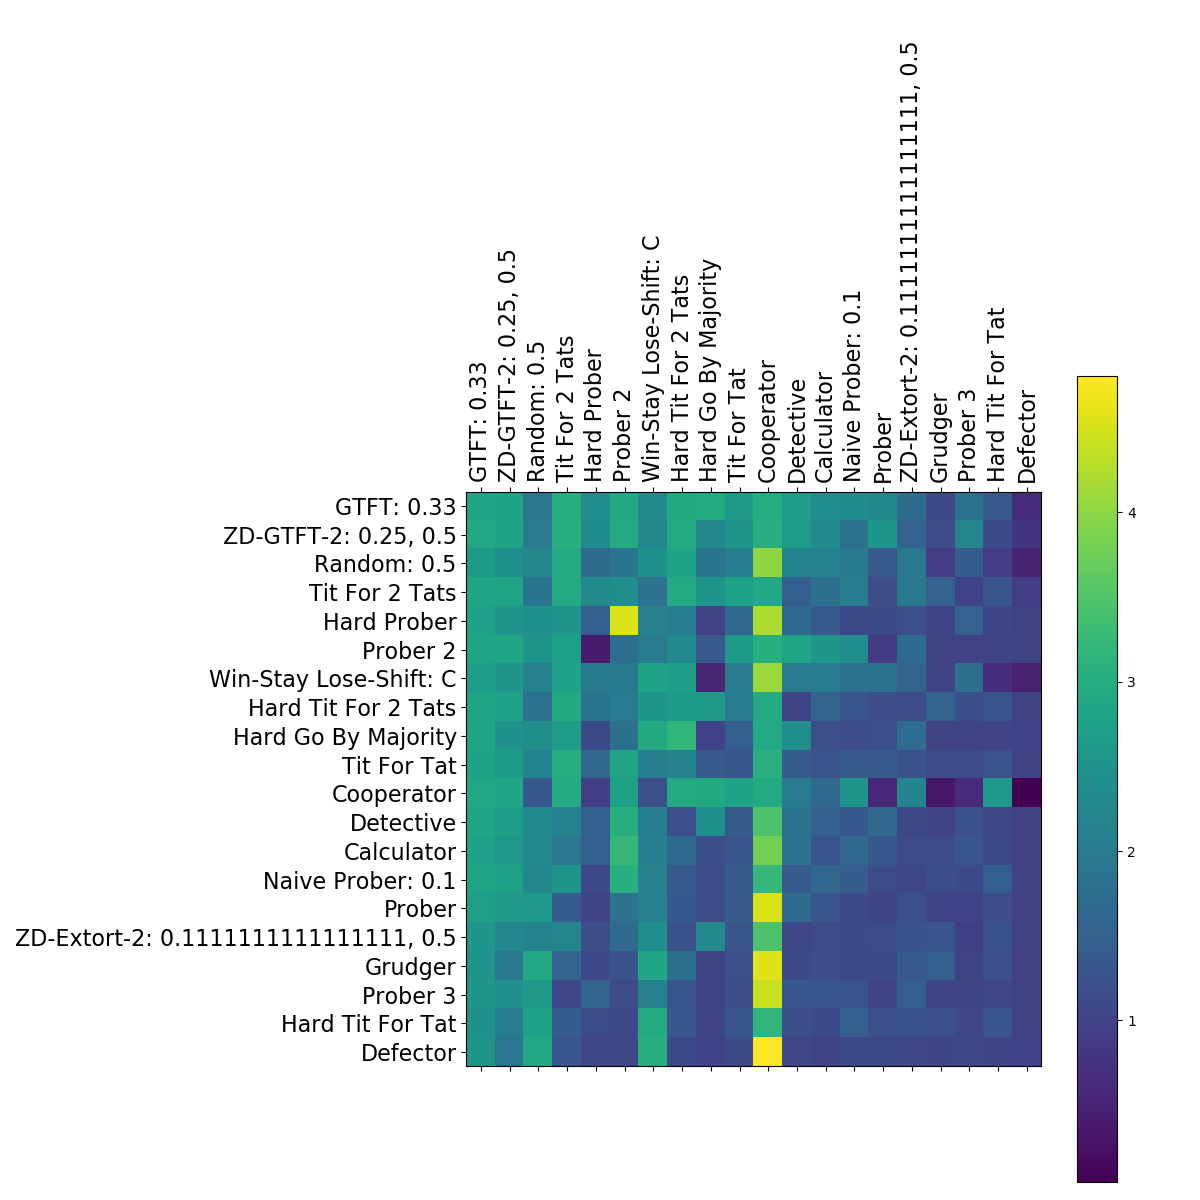 GTFT: 0.33
ZD-GTFT-2: 0.25, 0.5
Random: 0.5
Tit For 2 Tats
Hard Prober
Prober 2
Win-Stay Lose-Shift: C
Hard Tit For 2 Tats
Hard Go By Majority
Tit For Tat
Cooperator
Detective
Calculator
Naive Prober: 0.1
Prober
ZD-Extort-2: 0.1111111111111111, 0.5
Grudger
Prober 3
Hard Tit For Tat
Defector
GTFT: 0.33
ZD-GTFT-2: 0.25, 0.5
Random: 0.5
Tit For 2 Tats
Hard Prober
Prober 2
Win-Stay Lose-Shift: C
Hard Tit For 2 Tats
Hard Go By Majority
Tit For Tat
Cooperator
Detective
Calculator
Naive Prober: 0.1
Prober
ZD-Extort-2: 0.1111111111111111, 0.5
Grudger
Prober 3
Hard Tit For Tat
Defector
4
3
2
1